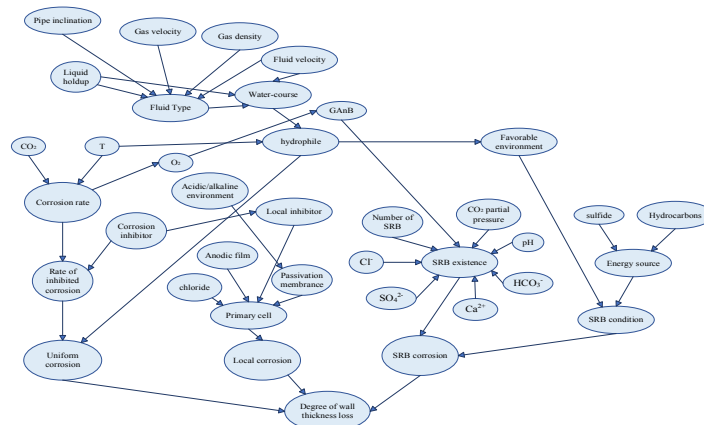 Pipe inclination
Gas velocity
Gas density
Fluid velocity
Liquid
holdup
Water-course
Fluid Type
GAnB
CO₂
T
hydrophile
Favorable
environment
O₂
Acidic/alkaline
environment
Corrosion rate
Local inhibitor
Number of
SRB
CO₂ partial
pressure
sulfide
Hydrocarbons
Corrosion
inhibitor
pH
Anodic film
Cl⁻
SRB existence
Energy source
Rate of
inhibited
corrosion
chloride
Passivation
membrance
HCO₃⁻
SO₄²⁻
Ca²⁺
Primary cell
SRB condition
Uniform
corrosion
Local corrosion
SRB corrosion
Degree of wall
thickness loss